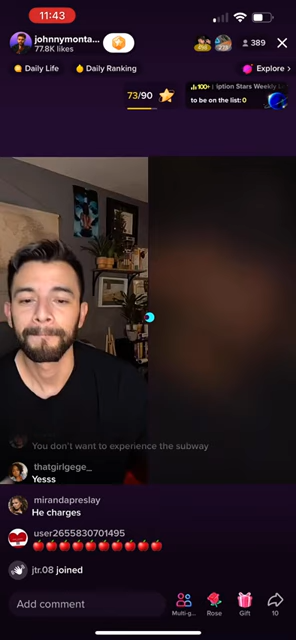 11:43
johnnymonta...
77.8K likes
389
Daily Life
Daily Ranking
Explore
73/90
100+
iption Stars Weekly
to be on the list: 0
You don't want to experience the subway
thatgirlgege_
Yesss
mirandapreslay
He charges
user2655830701495
jtr.08 joined
Add comment
Multi-g...
Rose
Gift
10